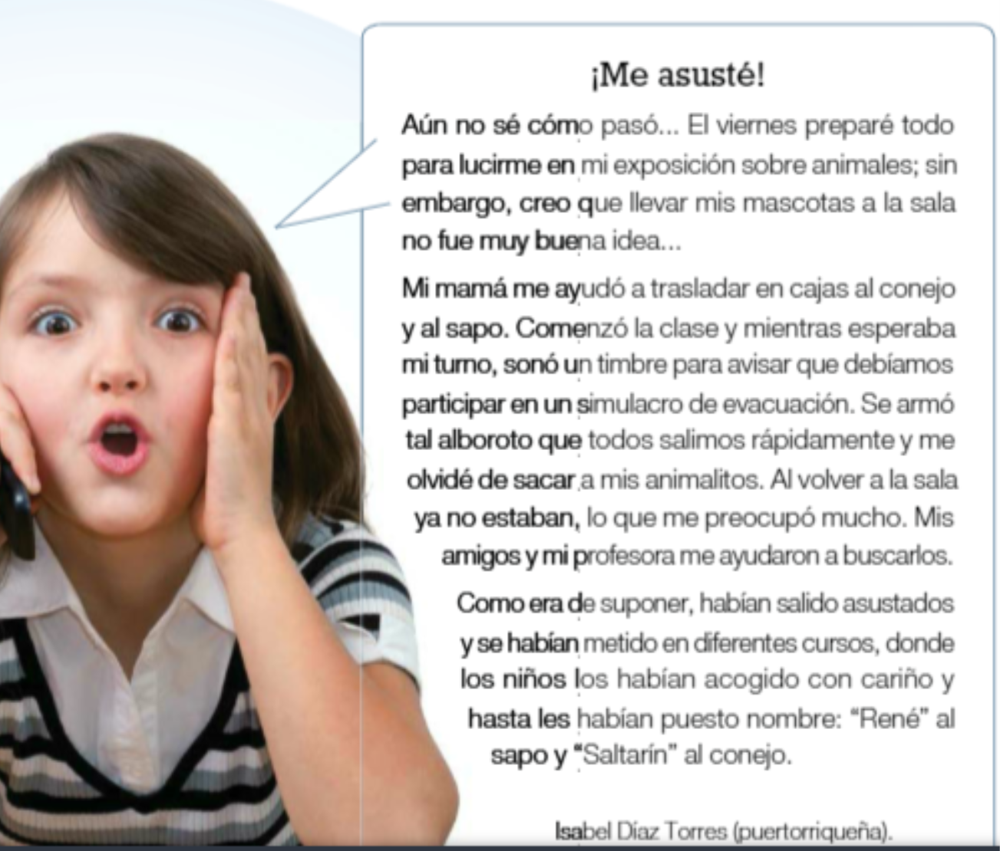 ¡Me asusté!
Aún no sé cómo pasó... El viernes preparé todo
para lucirme en mi exposición sobre animales; sin
embargo, creo que llevar mis mascotas a la sala
no fue muy buena idea...
Mi mamá me ayudó a trasladar en cajas al conejo
y al sapo. Comenzó la clase y mientras esperaba
mi turno, sonó un timbre para avisar que debíamos
participar en un simulacro de evacuación. Se armó
tal alboroto que todos salimos rápidamente y me
olvidé de sacar a mis animalitos. Al volver a la sala
ya no estaban, lo que me preocupó mucho. Mis
amigos y mi profesora me ayudaron a buscarlos.
Como era de suponer, habían salido asustados
y se habían metido en diferentes cursos, donde
los niños los habían acogido con cariño y
hasta les habían puesto nombre: “René” al
sapo y “Saltarín” al conejo.
Isabel Díaz Torres (puertorriqueña).